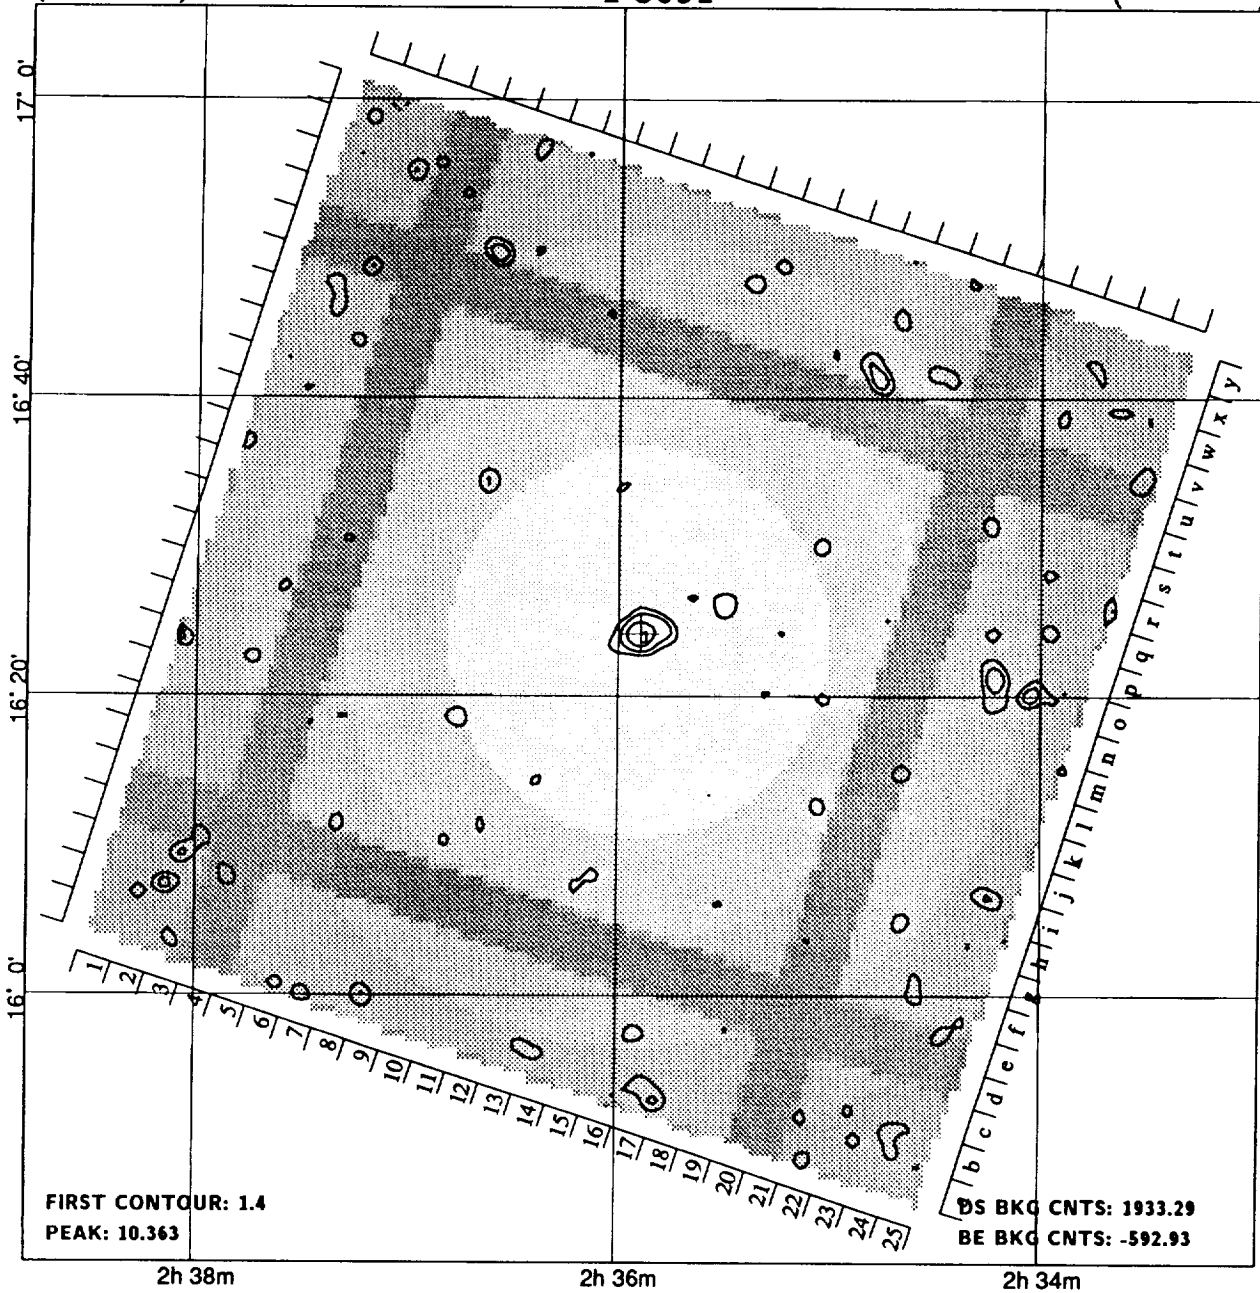 17° 0'
16° 40'
16° 20'
16° 0'
y
x
w
v
u
t
s
r
q
p
o
n
m
l
k
j
i
h
g
f
e
d
c
b
1 2 3 4 5 6 7 8 9 10 11 12 13 14 15 16 17 18 19 20 21 22 23 24 25
FIRST CONTOUR: 1.4
PEAK: 10.363
DS BKG CNTS: 1933.29
BE BKG CNTS: -592.93
2h 38m
2h 36m
2h 34m